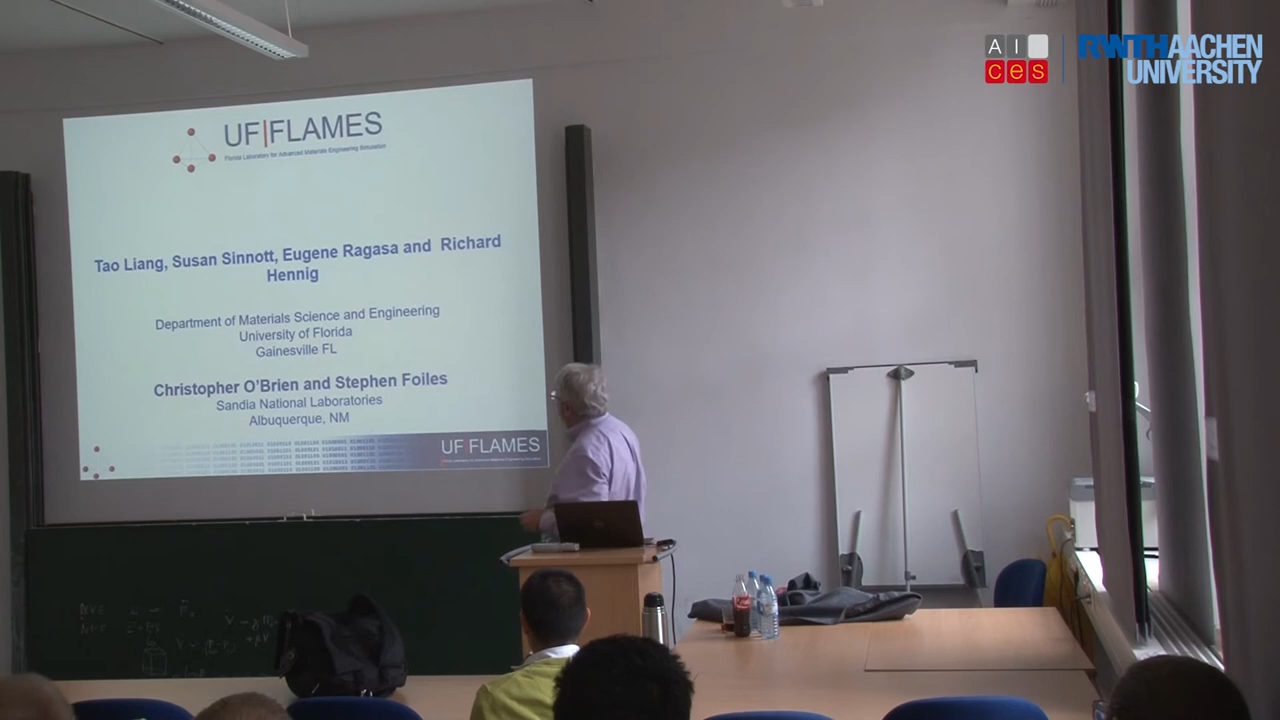 AI
ces
RWTHAACHEN
UNIVERSITY
UF|FLAMES
Florida Laboratory for Advanced Materials Engineering Simulation
Tao Liang, Susan Sinnott, Eugene Ragasa and Richard
Hennig
Department of Materials Science and Engineering
University of Florida
Gainesville FL
Christopher O'Brien and Stephen Foiles
Sandia National Laboratories
Albuquerque, NM
UF|FLAMES